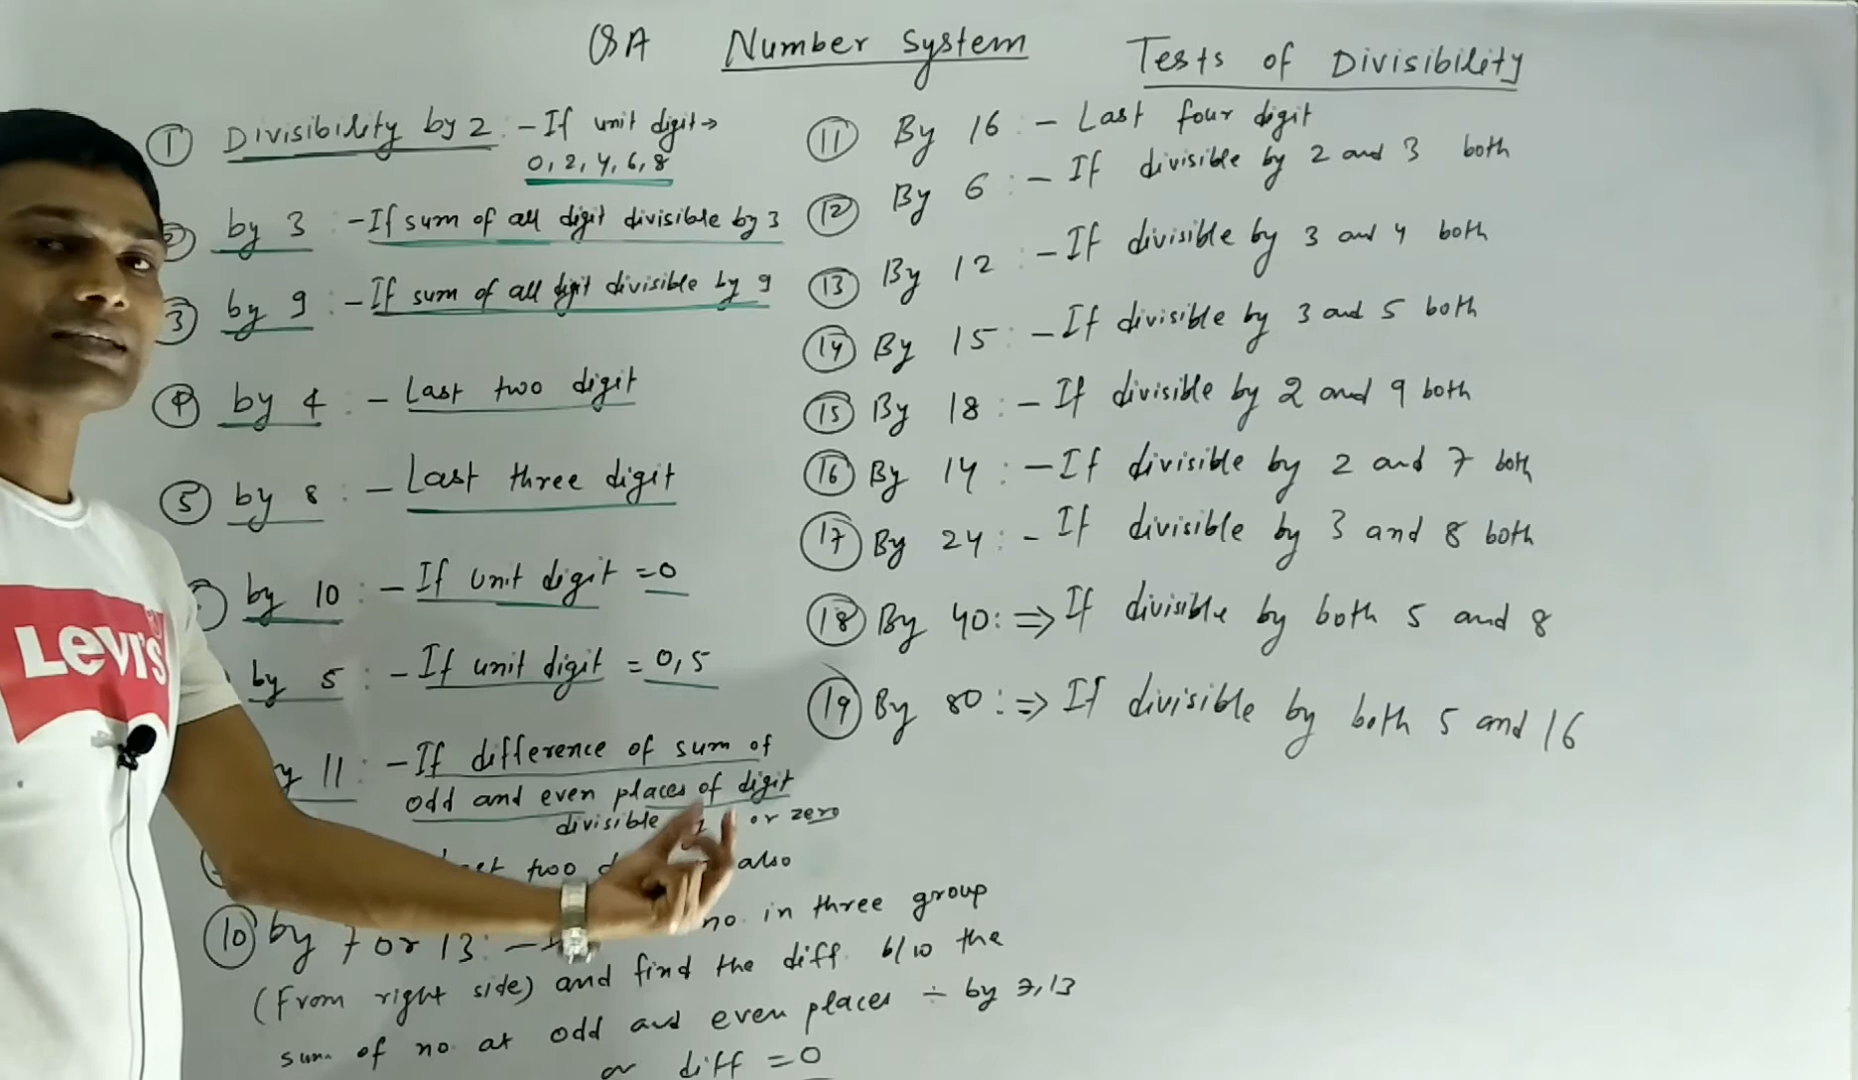 QA Number System Tests of Divisibility
① Divisibility by 2 :- If unit digit →
0, 2, 4, 6, 8
by 3 :- If sum of all digit divisible by 3
③ by 9 :- If sum of all digit divisible by 9
④ by 4 :- Last two digit
⑤ by 8 :- Last three digit
by 10 :- If unit digit = 0
by 5 :- If unit digit = 0, 5
11 :- If difference of sum of
odd and even places of digit
divisible or zero
two also
⑩ by 7 or 13 :- no. in three group
(From right side) and find the diff. b/w the
sum of no. at odd and even places ÷ by 7, 13
or diff = 0
⑪ By 16 :- Last four digit
⑫ By 6 :- If divisible by 2 and 3 both
⑬ By 12 :- If divisible by 3 and 4 both
⑭ By 15 :- If divisible by 3 and 5 both
⑮ By 18 :- If divisible by 2 and 9 both
⑯ By 14 :- If divisible by 2 and 7 both
⑰ By 24 :- If divisible by 3 and 8 both
⑱ By 40 :⇒ If divisible by both 5 and 8
⑲ By 80 :⇒ If divisible by both 5 and 16
Levi's